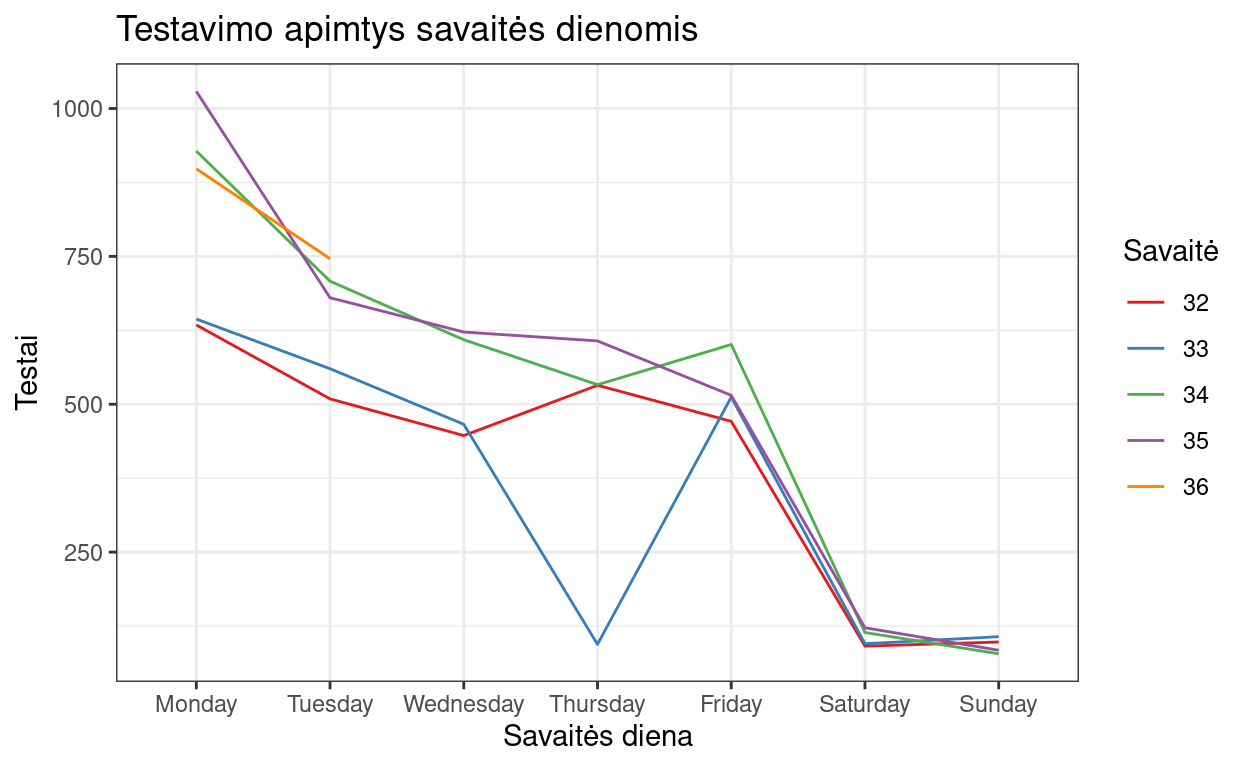 Testavimo apimtys savaitės dienomis
Testai
1000
750
500
250
Monday Tuesday Wednesday Thursday Friday Saturday Sunday
Savaitės diena
Savaitė
32
33
34
35
36